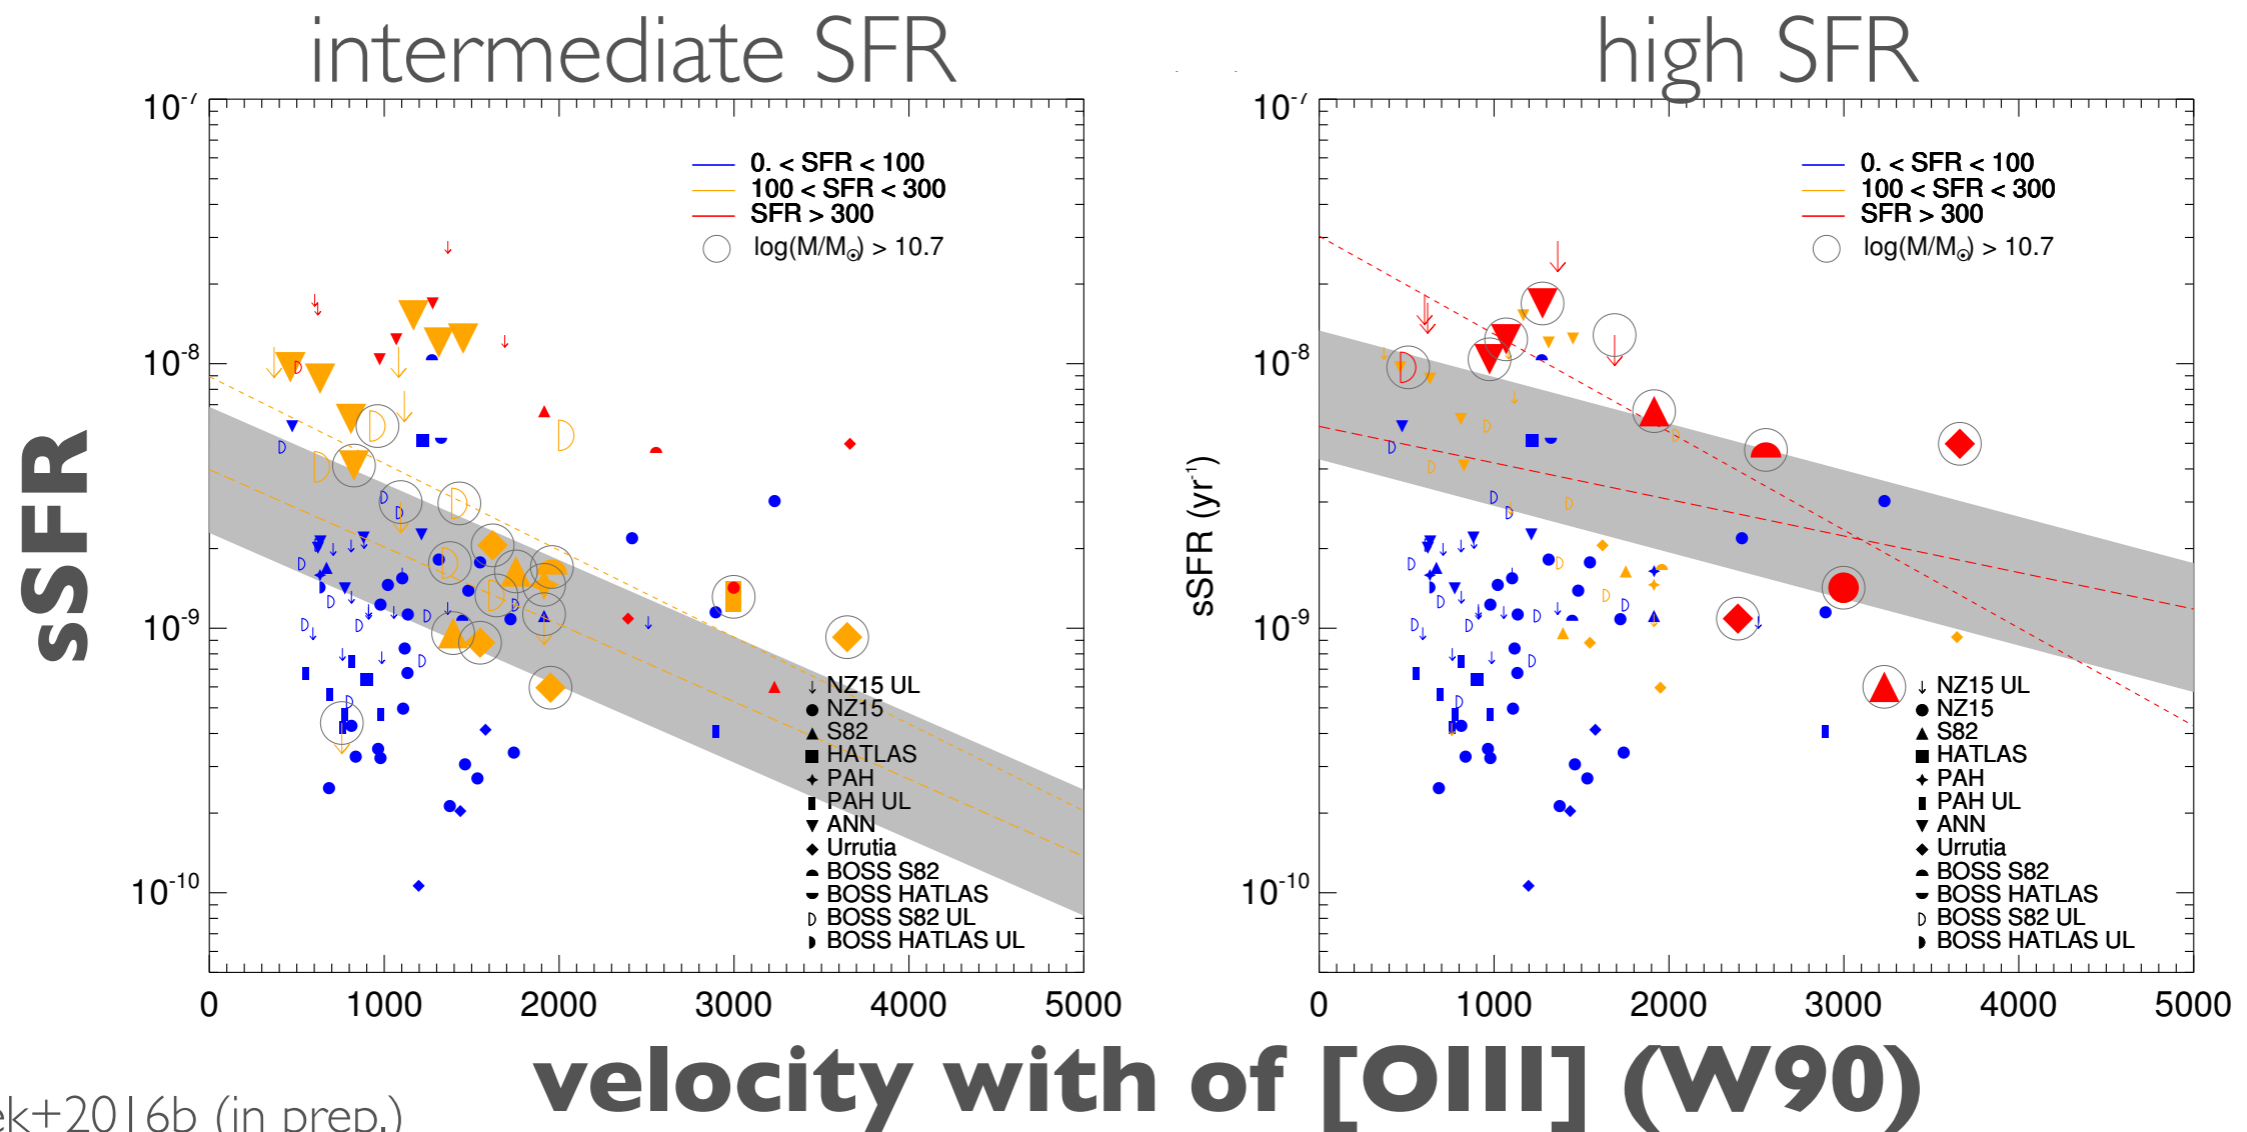 intermediate SFR
high SFR
10-7
10-8
10-9
10-10
0. < SFR < 100
100 < SFR < 300
SFR > 300
log(M/M⊙) > 10.7
NZ15 UL
NZ15
S82
HATLAS
PAH
PAH UL
ANN
Urrutia
BOSS S82
BOSS HATLAS
BOSS S82 UL
BOSS HATLAS UL
0 1000 2000 3000 4000 5000
sSFR
sSFR (yr-1)
10-7
10-8
10-9
10-10
0. < SFR < 100
100 < SFR < 300
SFR > 300
log(M/M⊙) > 10.7
NZ15 UL
NZ15
S82
HATLAS
PAH
PAH UL
ANN
Urrutia
BOSS S82
BOSS HATLAS
BOSS S82 UL
BOSS HATLAS UL
0 1000 2000 3000 4000 5000
velocity with of [OIII] (W90)
ek+2016b (in prep.)